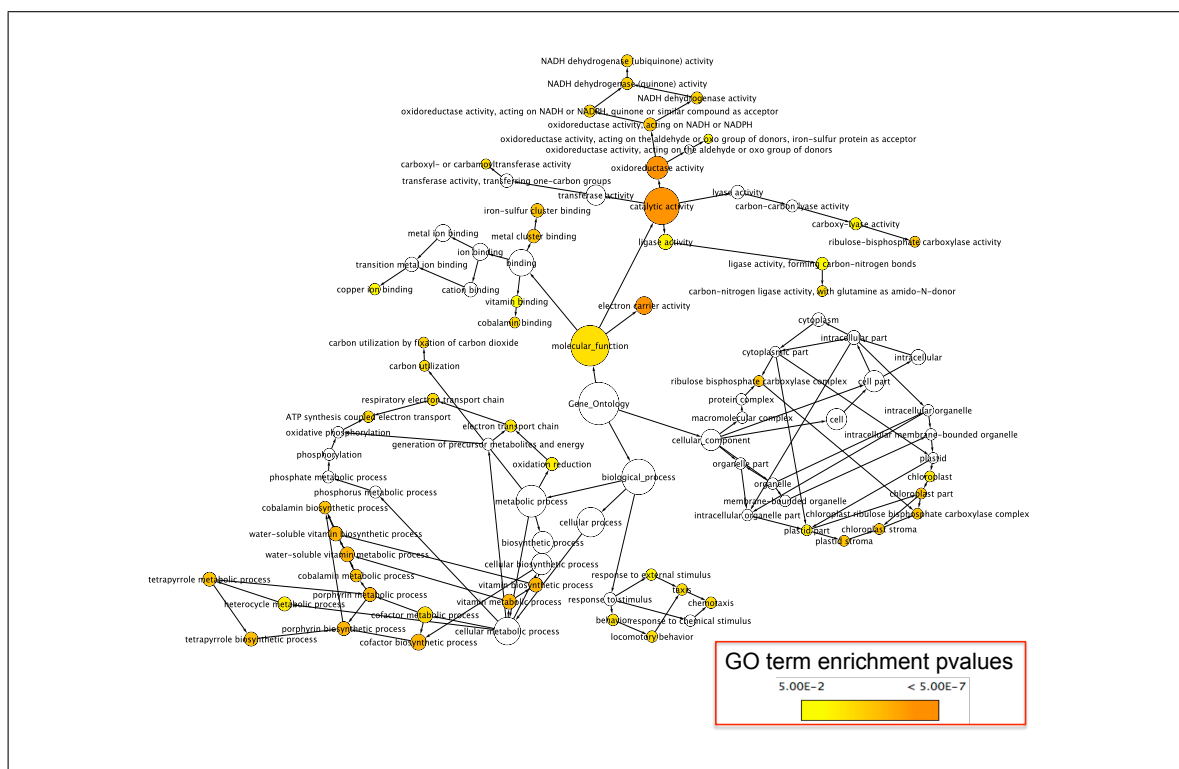 NADH dehydrogenase (ubiquinone) activity
NADH dehydrogenase (quinone) activity
NADH dehydrogenase activity
oxidoreductase activity, acting on NADH or NADPH, quinone or similar compound as acceptor
oxidoreductase activity, acting on NADH or NADPH
oxidoreductase activity, acting on the aldehyde or oxo group of donors, iron-sulfur protein as acceptor
oxidoreductase activity, acting on the aldehyde or oxo group of donors
carboxyl- or carbamoyltransferase activity
oxidoreductase activity
transferase activity, transfersing one-carbon groups
transferase activity
lyase activity
catalytic activity
carbon-carbon lyase activity
iron-sulfur cluster binding
metal ion binding
metal cluster binding
ligase activity
carboxy-lyase activity
ribulose-bisphosphate carboxylase activity
ion binding
transition metal ion binding
binding
ligase activity, forming carbon-nitrogen bonds
copper ion binding
cation binding
vitamin binding
electron carrier activity
carbon-nitrogen ligase activity, with glutamine as amido-N-donor
cobalamin binding
cytoplasm
carbon utilization by fixation of carbon dioxide
molecular_function
intracellular part
cytoplasmic part
intracellular
carbon utilization
ribulose bisphosphate carboxylase complex
cell part
respiratory electron transport chain
protein complex
Gene_Ontology
ATP synthesis coupled electron transport
macromolecular complex
cell
intracellular organelle
electron transport chain
oxidative phosphorylation
generation of precursor metabolites and energy
cellular_component
intracellular membrane-bounded organelle
phosphorylation
oxidation reduction
organelle part
plastid
phosphate metabolic process
biological_process
organelle
chloroplast
phosphorus metabolic process
metabolic process
membrane-bounded organelle
chloroplast part
cobalamin biosynthetic process
intracellular organelle part
chloroplast ribulose bisphosphate carboxylase complex
cellular process
plastid part
chloroplast stroma
water-soluble vitamin biosynthetic process
biosynthetic process
plastid stroma
water-soluble vitamin metabolic process
cellular biosynthetic process
tetrapyrrole metabolic process
cobalamin metabolic process
vitamin biosynthetic process
response to external stimulus
porphyrin metabolic process
taxis
heterocycle metabolic process
vitamin metabolic process
response to stimulus
chemotaxis
cofactor metabolic process
behavior
response to chemical stimulus
porphyrin biosynthetic process
cellular metabolic process
locomotory behavior
tetrapyrrole biosynthetic process
cofactor biosynthetic process
GO term enrichment pvalues
5.00E-2
< 5.00E-7